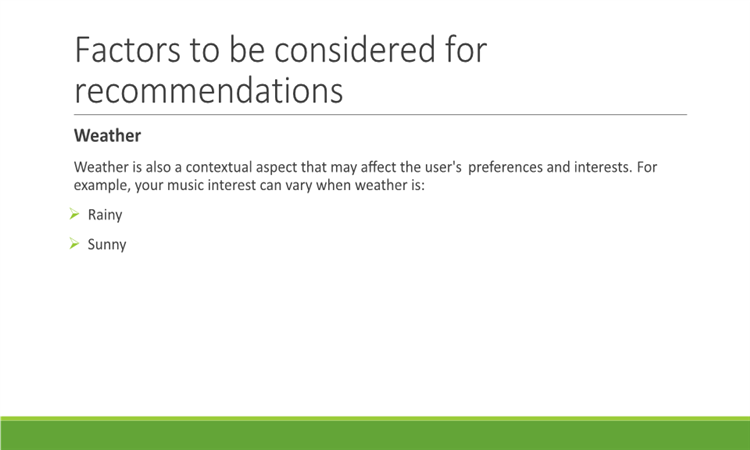 Factors to be considered for
recommendations
Weather
Weather is also a contextual aspect that may affect the user's preferences and interests. For
example, your music interest can vary when weather is:
Rainy
Sunny